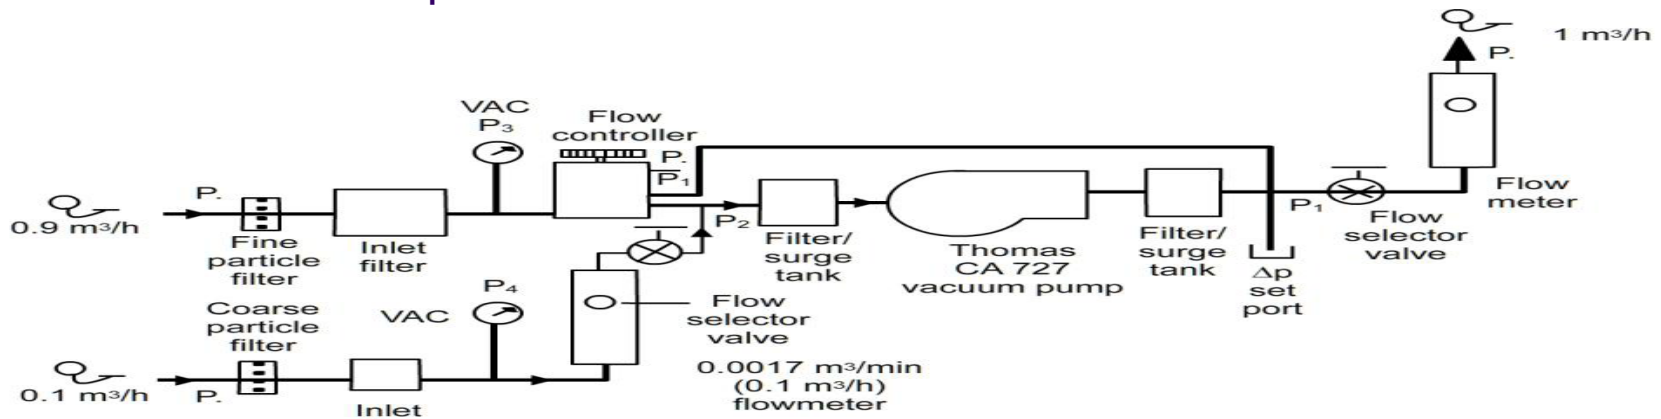 1 m³/h
P.
VAC
P₃
Flow
controller
P.
P₁
P.
0.9 m³/h
Fine
particle
filter
Inlet
filter
P₂
Filter/
surge
tank
Thomas
CA 727
vacuum pump
Filter/
surge
tank
P₁
Flow
selector
valve
Flow
meter
Δp
set
port
Coarse
particle
filter
VAC
P₄
Flow
selector
valve
0.0017 m³/min
(0.1 m³/h)
flowmeter
0.1 m³/h
P.
Inlet